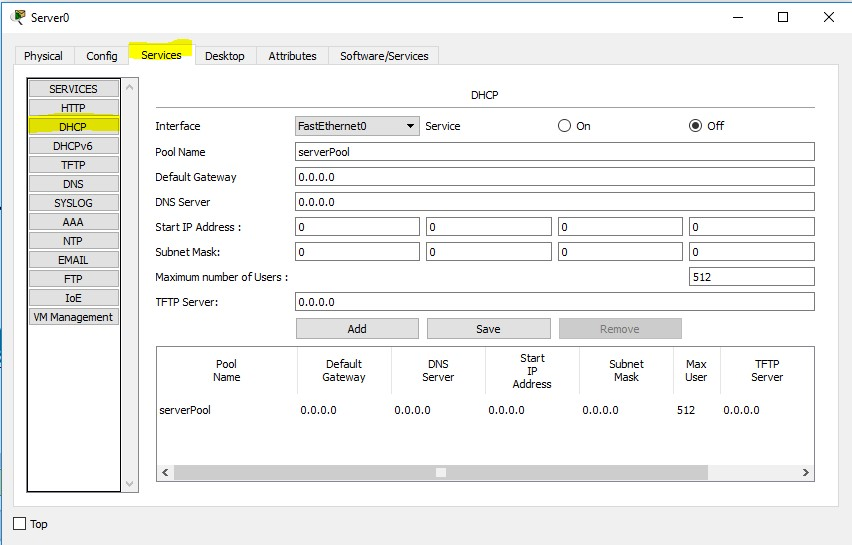 Server0
Physical Config Services Desktop Attributes Software/Services
SERVICES
HTTP
DHCP
DHCPv6
TFTP
DNS
SYSLOG
AAA
NTP
EMAIL
FTP
IoE
VM Management
DHCP
Interface FastEthernet0 Service On Off
Pool Name serverPool
Default Gateway 0.0.0.0
DNS Server 0.0.0.0
Start IP Address : 0 0 0 0
Subnet Mask: 0 0 0 0
Maximum number of Users : 512
TFTP Server: 0.0.0.0
Add Save Remove
Pool Name Default Gateway DNS Server Start IP Address Subnet Mask Max User TFTP Server
serverPool 0.0.0.0 0.0.0.0 0.0.0.0 0.0.0.0 512 0.0.0.0
Top